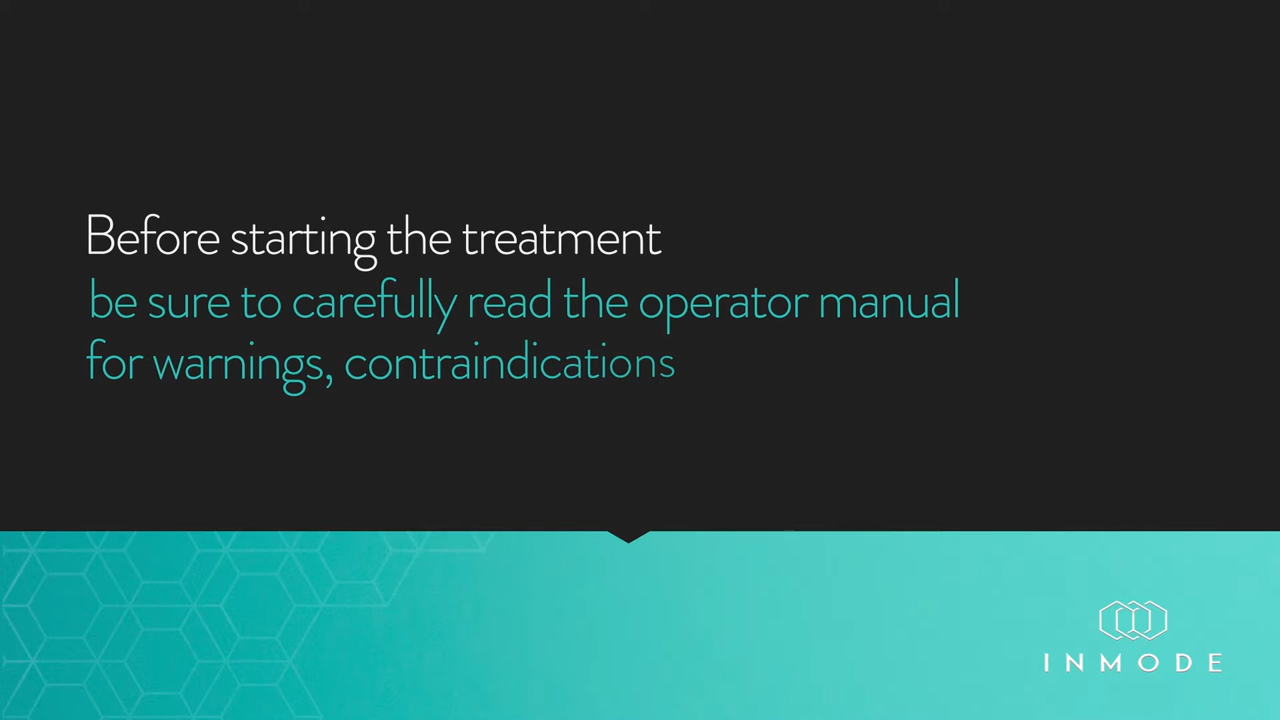 Before starting the treatment
be sure to carefully read the operator manual
for warnings, contraindications
INMODE